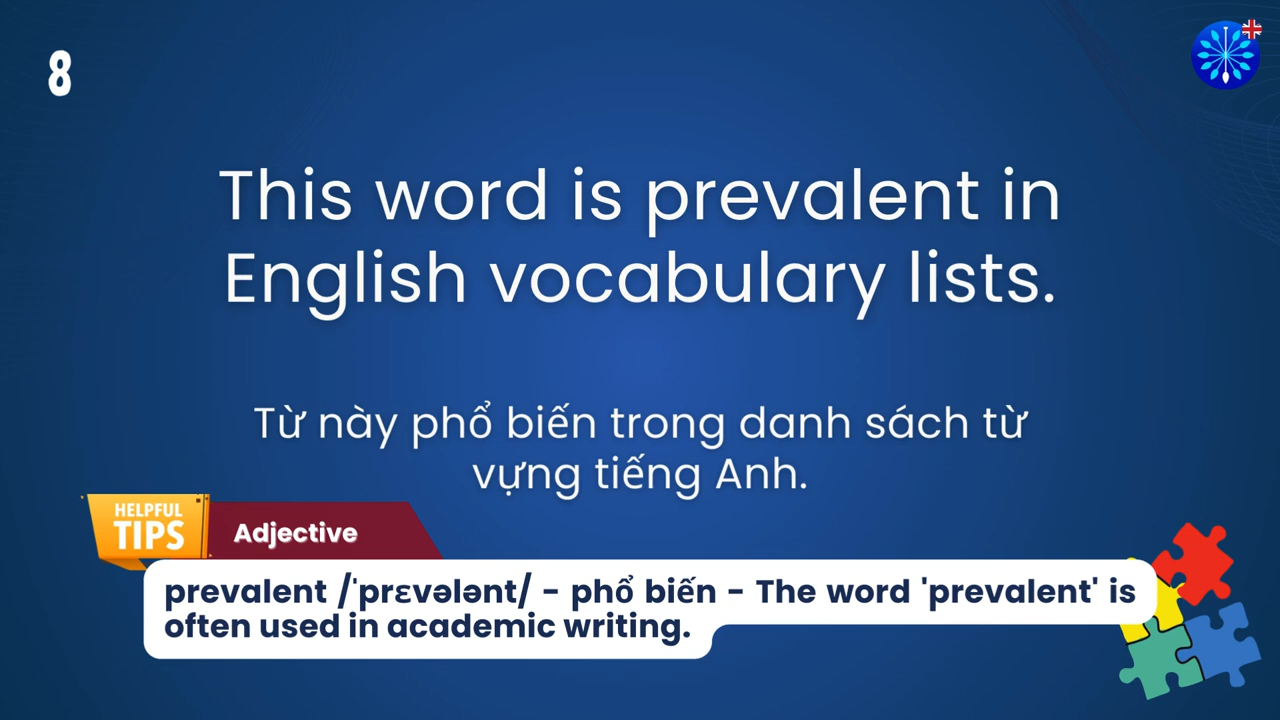 8
This word is prevalent in
English vocabulary lists.
Từ này phổ biến trong danh sách từ
vựng tiếng Anh.
HELPFUL
TIPS
Adjective
prevalent /ˈprɛvələnt/ - phổ biến - The word 'prevalent' is
often used in academic writing.